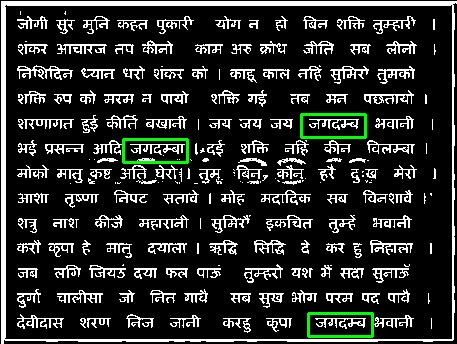 जोगी सुर मुनि कहत पुकारी योग न हो बिन शक्ति तुम्हारी ।
शंकर आचारज तप कीनो काम अरु क्रोध जीति सब लीनो ।
निशिदिन ध्यान धरो शंकर को । काहू काल नहिं सुमिरो तुमको
शक्ति रुप को मरम न पायो शक्ति गई तब मन पछतायो ।
शरणागत हुई कीर्ति बखानी । जय जय जय जगदम्ब भवानी ।
भई प्रसन्न आदि जगदम्बा । दई शक्ति नहिं कीन विलम्बा ।
मोको मातु कृष्ट अति घेरो । तुम बिन, कौन हरै दुःख मेरो ।
आशा तृष्णा निपट सतावे । मोह मदादिक सब विनशावै ।
शत्रु नाश कीजै महारानी । सुमिरौं इकचित तुम्हें भवानी
करौ कृपा हे मातु दयाला । ऋद्धि सिद्धि दे कर हु निहाला ।
जब लगि जियउं दया फल पाऊं तुम्हरो यश मैं सदा सुनाऊँ
दुर्गा चालीसा जो नित गावै सब सुख भोग परम पद पावै ।
देवीदास शरण निज जानी करहु कृपा जगदम्ब भवानी ।